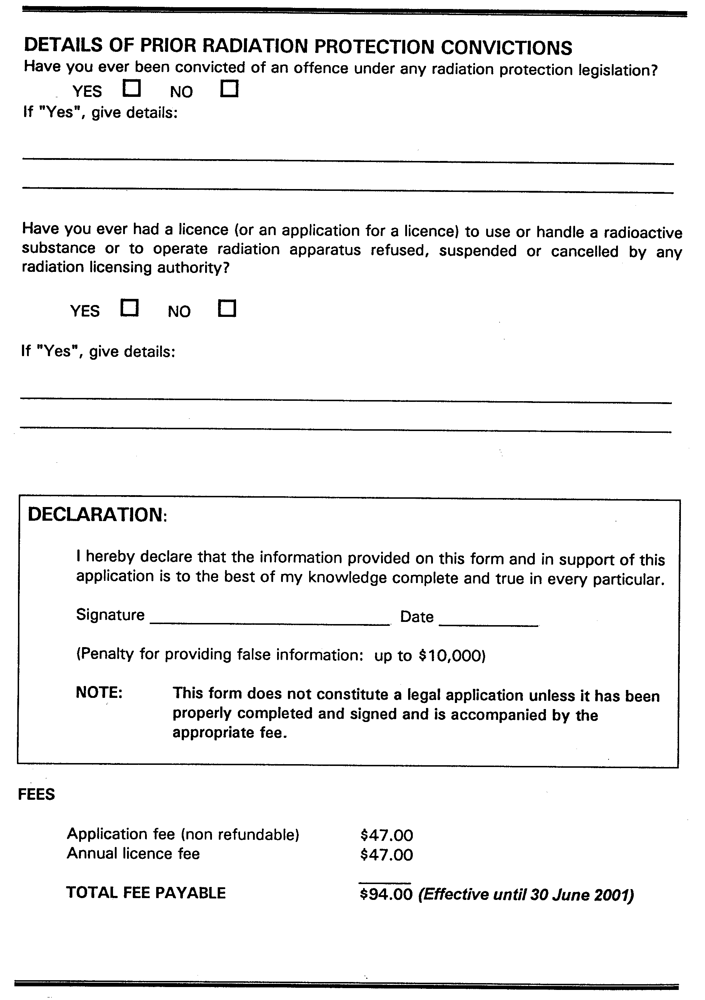 DETAILS OF PRIOR RADIATION PROTECTION CONVICTIONS
Have you ever been convicted of an offence under any radiation protection legislation?
YES ☐ NO ☐
If "Yes", give details:
Have you ever had a licence (or an application for a licence) to use or handle a radioactive
substance or to operate radiation apparatus refused, suspended or cancelled by any
radiation licensing authority?
YES ☐ NO ☐
If "Yes", give details:
DECLARATION:
I hereby declare that the information provided on this form and in support of this
application is to the best of my knowledge complete and true in every particular.
Signature ____________________ Date __________
(Penalty for providing false information: up to $10,000)
NOTE: This form does not constitute a legal application unless it has been
properly completed and signed and is accompanied by the
appropriate fee.
FEES
Application fee (non refundable) $47.00
Annual licence fee $47.00
TOTAL FEE PAYABLE $94.00 (Effective until 30 June 2001)